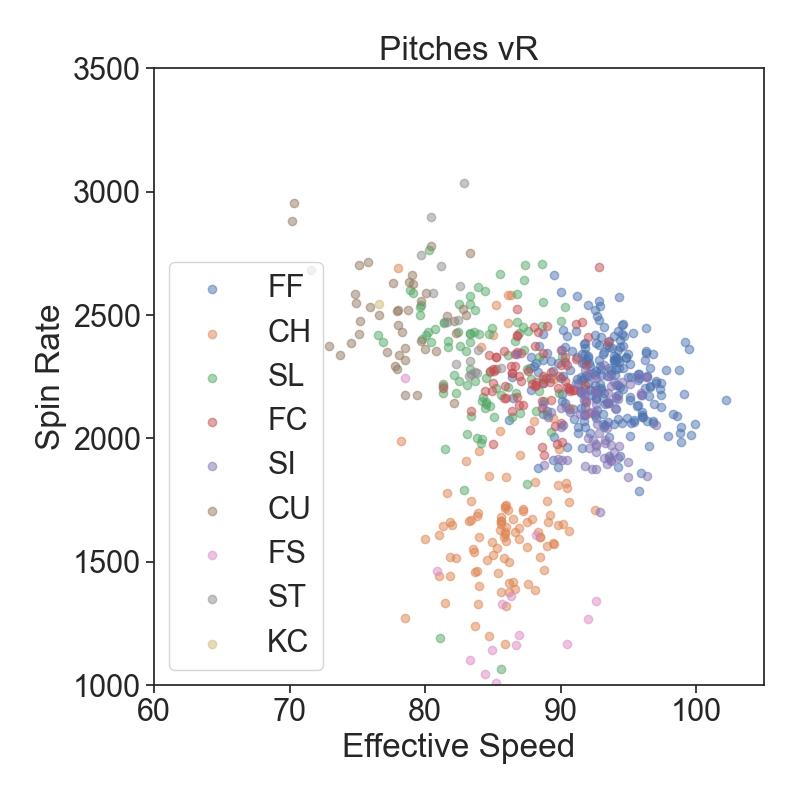 Pitches vR
3500
3000
2500
2000
1500
1000
Spin Rate
FF
CH
SL
FC
SI
CU
FS
ST
KC
60 70 80 90 100
Effective Speed